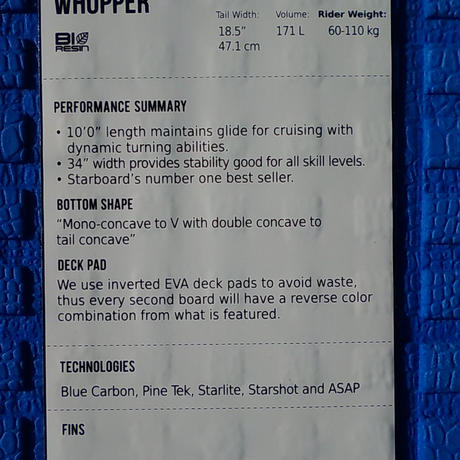 WHOPPER
Tail Width: Volume: Rider Weight:
18.5" 171 L 60-110 kg
47.1 cm
BIO
RESIN
PERFORMANCE SUMMARY
• 10'0" length maintains glide for cruising with
dynamic turning abilities.
• 34" width provides stability good for all skill levels.
• Starboard's number one best seller.
BOTTOM SHAPE
"Mono-concave to V with double concave to
tail concave"
DECK PAD
We use inverted EVA deck pads to avoid waste,
thus every second board will have a reverse color
combination from what is featured.
TECHNOLOGIES
Blue Carbon, Pine Tek, Starlite, Starshot and ASAP
FINS